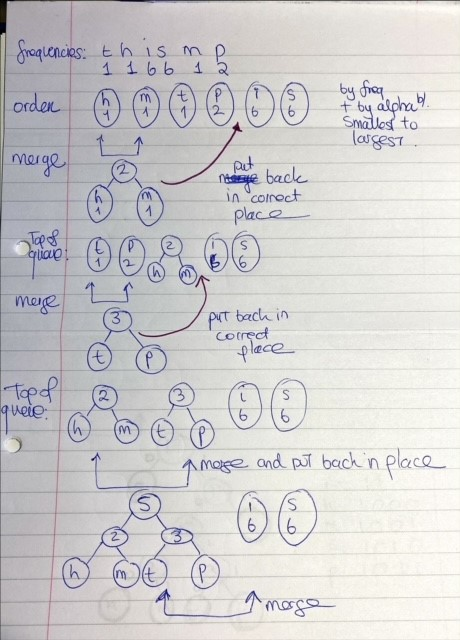 frequencies: t h i s m p
1 1 6 6 1 2
order h m t p i s
1 1 1 2 6 6
by freq
+ by alphabl.
smallest to
largest.
merge 2
h m
1 1
put
back
in correct
place
Top of
queue: t p 2 i s
1 2 h m 6 6
merge
3
t p
put back in
correct
place
Top of
queue: 2 3 i s
h m t p 6 6
merge and put back in place
5 i s
2 3 6 6
h m t p
merge